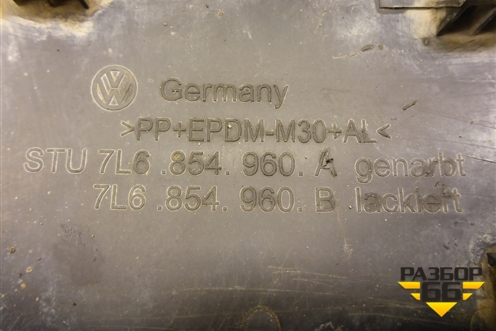 Germany
>PP+EPDM-M30+AL<
STU 7L6 .854. 960. A genarbt
7L6 .854. 960. B lackiert
РАЗБОР
66